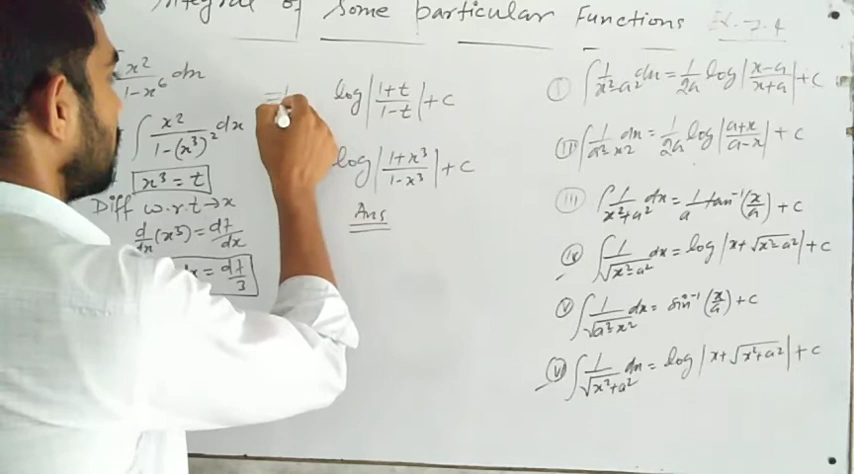 Integral of Some particular Functions Ex-7.4
x²/1-x⁶ dx
∫ x²/1-(x³)² dx
x³ = t
Diff w.r.t → x
d/dx (x³) = dt/dx
dx = dt/3
log |1+t/1-t| + c
log |1+x³/1-x³| + c
Ans
① ∫ 1/x²-a² dx = 1/2a log |x-a/x+a| + c
∫ 1/a²-x² dx = 1/2a log |a+x/a-x| + c
③ ∫ 1/x²+a² dx = 1/a tan⁻¹ (x/a) + c
∫ 1/√x²-a² dx = log |x+√x²-a²| + c
Ⓥ ∫ 1/√a²-x² dx = sin⁻¹ (x/a) + c
∫ 1/√x²+a² dx = log |x+√x²+a²| + c